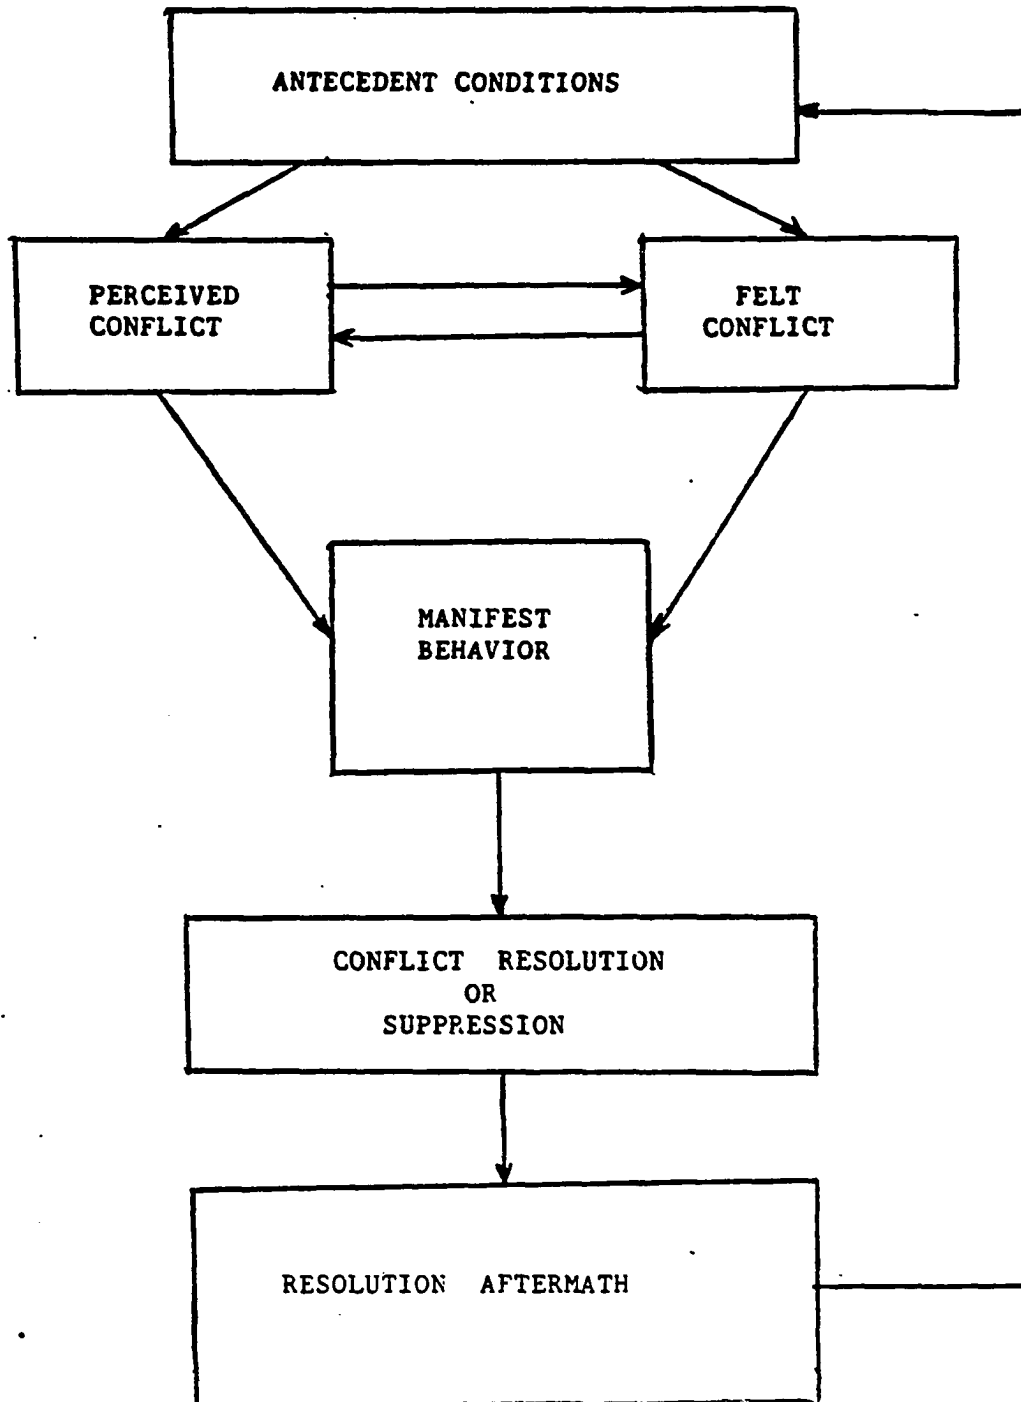 ANTECEDENT CONDITIONS
PERCEIVED
CONFLICT
FELT
CONFLICT
MANIFEST
BEHAVIOR
CONFLICT RESOLUTION
OR
SUPPRESSION
RESOLUTION AFTERMATH